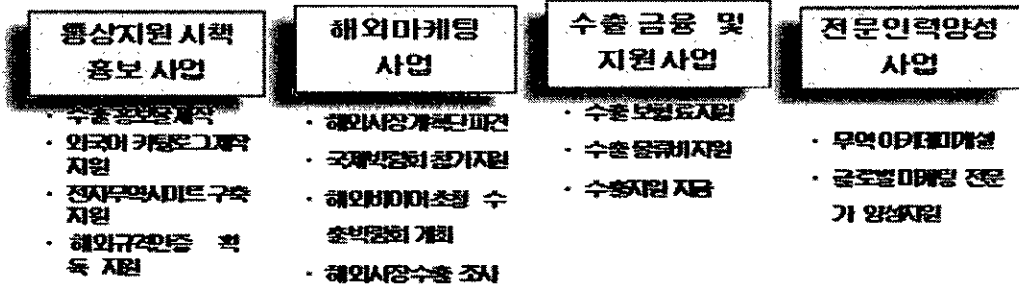 통상지원 시책
홍보 사업
· 수출홍보물제작
· 외국어 카탈로그제작
지원
· 전자무역사이트 구축
지원
· 해외규격인증 획
득 지원
해외마케팅
사업
· 해외시장개척단파견
· 국제박람회 참가지원
· 해외바이어초청 수
출박람회 개최
· 해외시장수출 조사
수출 금융 및
지원사업
· 수출보험료지원
· 수출물류비지원
· 수출지원 자금
전문인력양성
사업
· 무역아카데미개설
· 글로벌마케팅 전문
가 양성지원